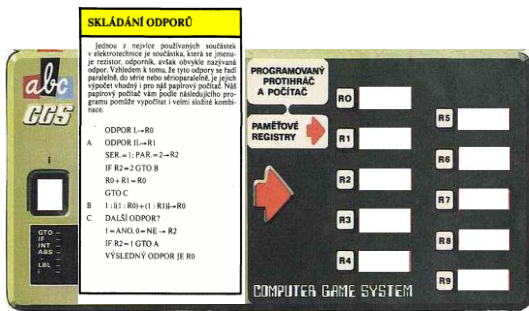 SKLÁDÁNÍ ODPORŮ
Jednou z nejvíce používaných součástek
v elektrotechnice je součástka, která se jmenu-
je rezistor, odporník, avšak obvykle nazývaná
odpor. Vzhledem k tomu, že tyto odpory se řadí
paralelně, do série nebo sérioparalelně, je jejich
výpočet vhodný i pro náš papírový počítač. Náš
papírový počítač vám podle následujícího pro-
gramu pomůže vypočítat i velmi složité kombi-
nace.
ODPOR I.→R0
A ODPOR II.→R1
SER.=1; PAR.=2→R2
IF R2=2 GTO B
R0+R1=R0
GTO C
B 1:[(1:R0)+(1:R1)]→R0
C DALŠÍ ODPOR?
1=ANO, 0=NE→R2
IF R2=1 GTO A
VÝSLEDNÝ ODPOR JE R0
abc
CGS
i
GTO –
IF –
INT –
ABS –
LBL –
i –
PROGRAMOVANÝ
PROTIHRÁČ
A POČÍTAČ
PAMĚŤOVÉ
REGISTRY
R0
R1
R2
R3
R4
R5
R6
R7
R8
R9
COMPUTER GAME SYSTEM